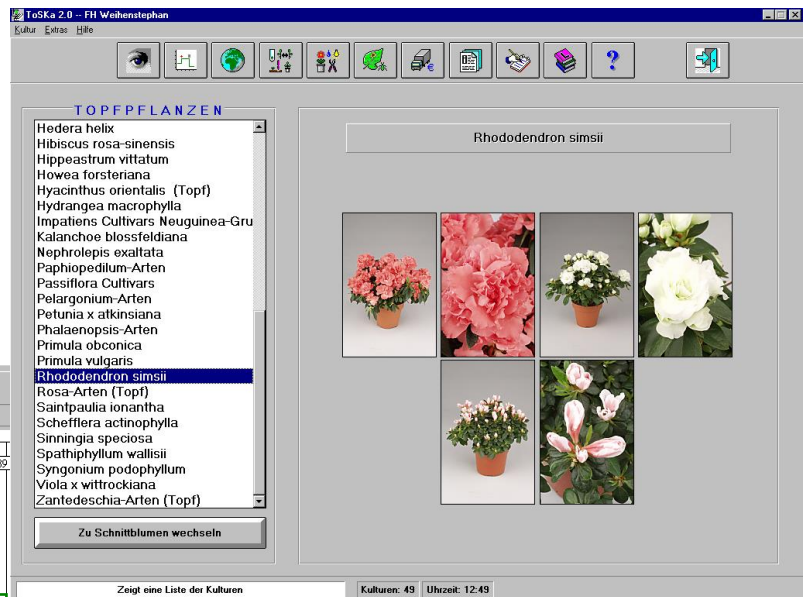 ToSKa 2.0 -- FH Weihenstephan
Kultur Extras Hilfe
TOPFPFLANZEN
Hedera helix
Hibiscus rosa-sinensis
Hippeastrum vittatum
Howea forsteriana
Hyacinthus orientalis (Topf)
Hydrangea macrophylla
Impatiens Cultivars Neuguinea-Gru
Kalanchoe blossfeldiana
Nephrolepis exaltata
Paphiopedilum-Arten
Passiflora Cultivars
Pelargonium-Arten
Petunia x atkinsiana
Phalaenopsis-Arten
Primula obconica
Primula vulgaris
Rhododendron simsii
Rosa-Arten (Topf)
Saintpaulia ionantha
Schefflera actinophylla
Sinningia speciosa
Spathiphyllum wallisii
Syngonium podophyllum
Viola x wittrockiana
Zantedeschia-Arten (Topf)
Zu Schnittblumen wechseln
Rhododendron simsii
Zeigt eine Liste der Kulturen
Kulturen: 49 Uhrzeit: 12:49